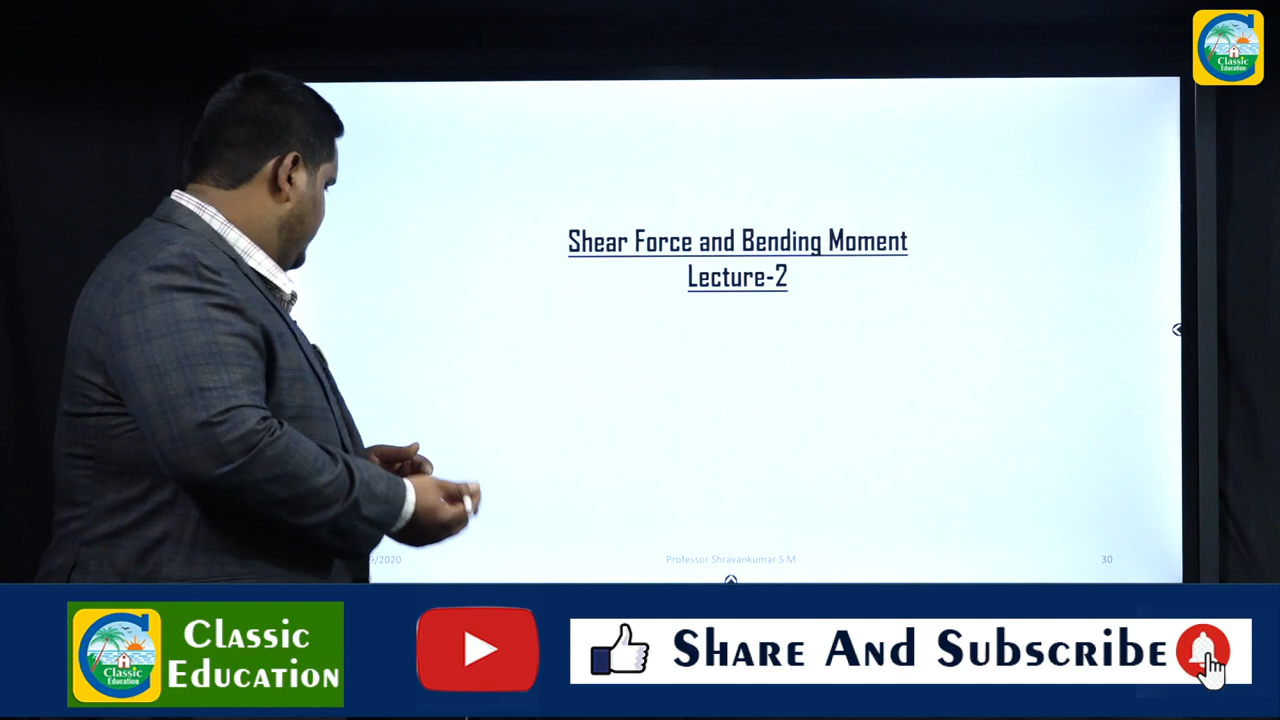 Classic
Education
Shear Force and Bending Moment
Lecture-2
9/2020
Professor Shravankumar S M
30
Classic
Education
Classic
Education
Share And Subscribe